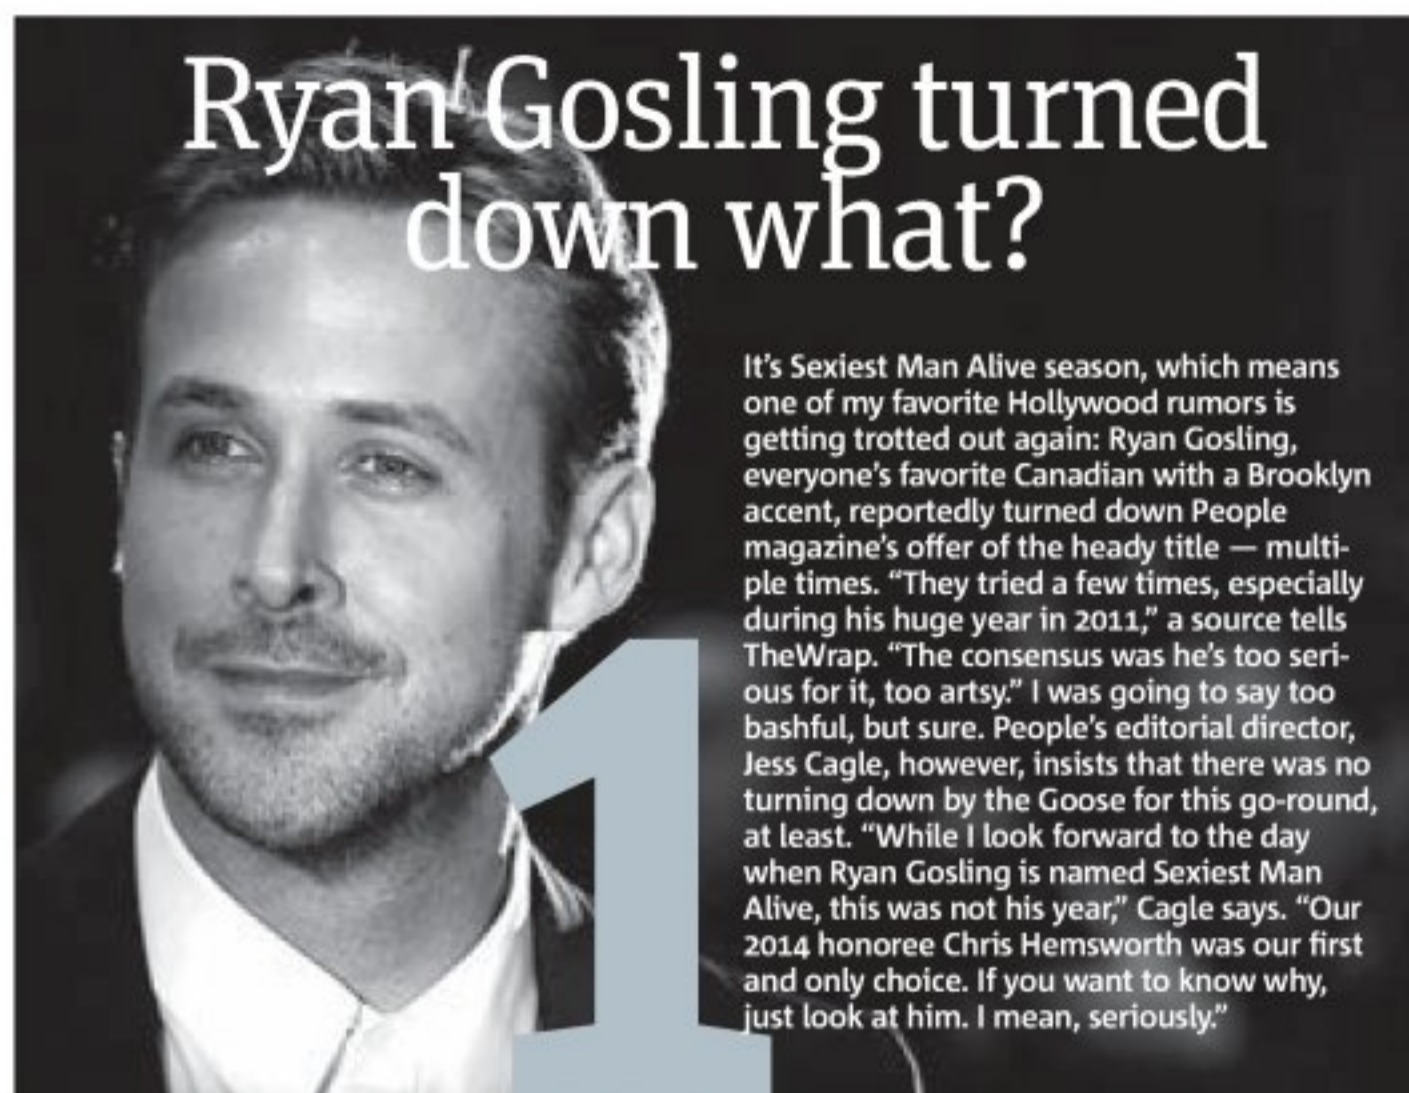 Ryan Gosling turned
down what?
It's Sexiest Man Alive season, which means
one of my favorite Hollywood rumors is
getting trotted out again: Ryan Gosling,
everyone's favorite Canadian with a Brooklyn
accent, reportedly turned down People
magazine's offer of the heady title — multi-
ple times. “They tried a few times, especially
during his huge year in 2011,” a source tells
TheWrap. “The consensus was he's too seri-
ous for it, too artsy.” I was going to say too
bashful, but sure. People's editorial director,
Jess Cagle, however, insists that there was no
turning down by the Goose for this go-round,
at least. “While I look forward to the day
when Ryan Gosling is named Sexiest Man
Alive, this was not his year,” Cagle says. “Our
2014 honoree Chris Hemsworth was our first
and only choice. If you want to know why,
just look at him. I mean, seriously.”
1